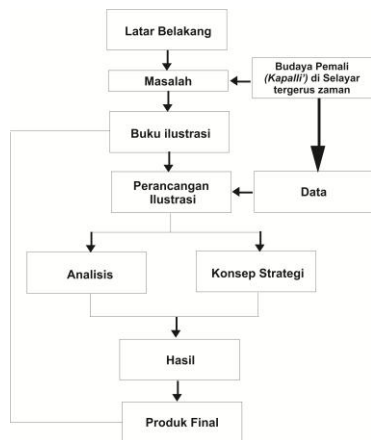 Latar Belakang
Masalah
Budaya Pemali
(Kapalli') di Selayar
tergerus zaman
Buku ilustrasi
Perancangan
Ilustrasi
Data
Analisis
Konsep Strategi
Hasil
Produk Final